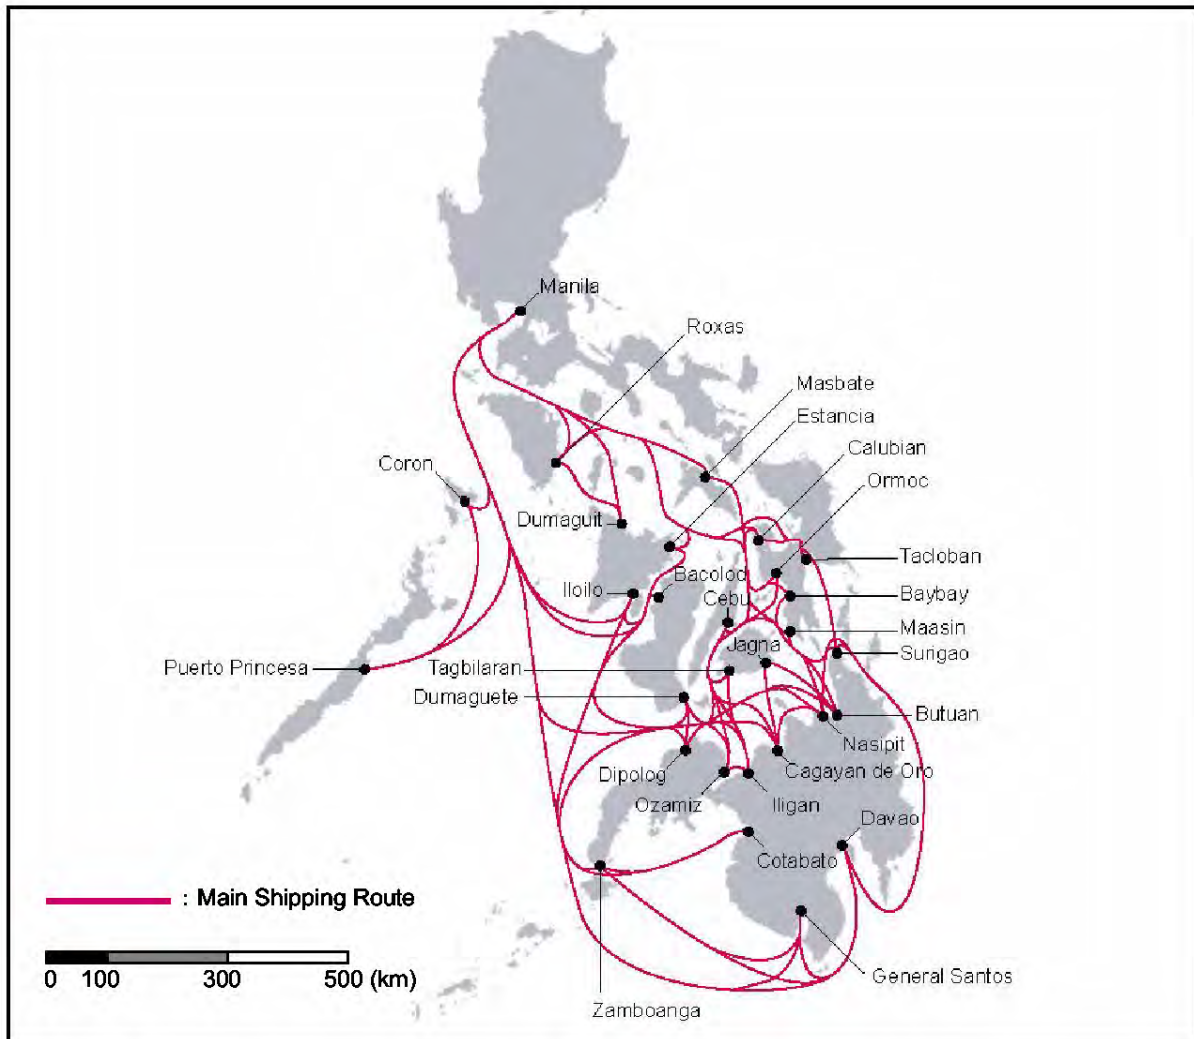 Manila
Roxas
Masbate
Estancia
Calubian
Coron
Ormoc
Dumaguit
Tacloban
Bacolod
Iloilo
Cebu
Baybay
Maasin
Jagna
Surigao
Puerto Princesa
Tagbilaran
Dumaguete
Butuan
Nasipit
Dipolog
Cagayan de Oro
Ozamiz
Iligan
Davao
Cotabato
: Main Shipping Route
0 100 300 500 (km)
General Santos
Zamboanga